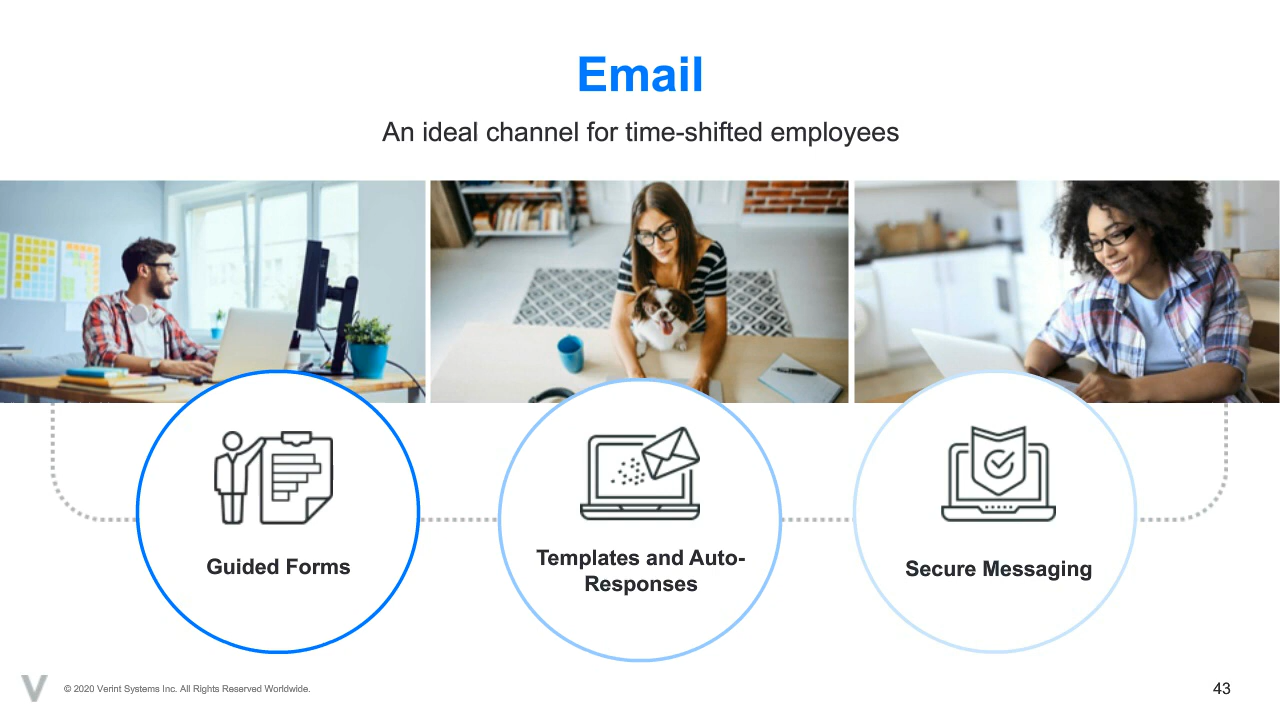 Email
An ideal channel for time-shifted employees
Guided Forms
Templates and Auto-
Responses
Secure Messaging
© 2020 Verint Systems Inc. All Rights Reserved Worldwide.
43